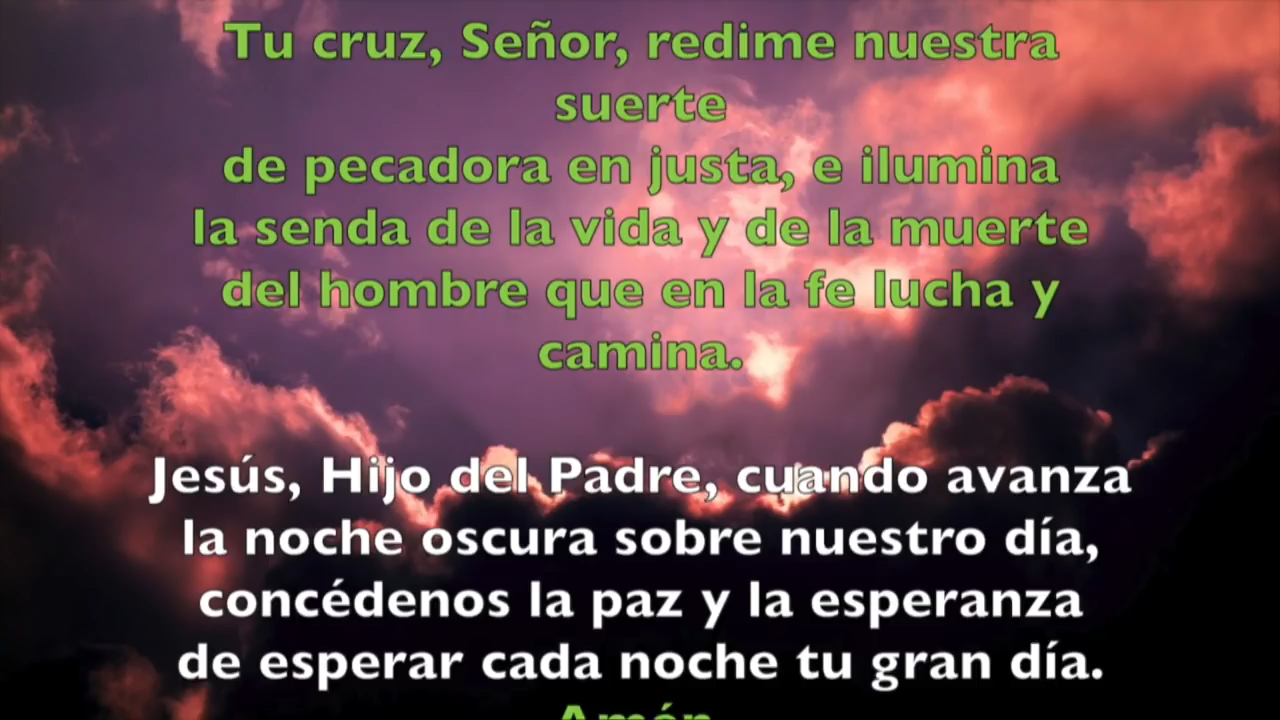 Tu cruz, Señor, redime nuestra
suerte
de pecadora en justa, e ilumina
la senda de la vida y de la muerte
del hombre que en la fe lucha y
camina.
Jesús, Hijo del Padre, cuando avanza
la noche oscura sobre nuestro día,
concédenos la paz y la esperanza
de esperar cada noche tu gran día.
Amén